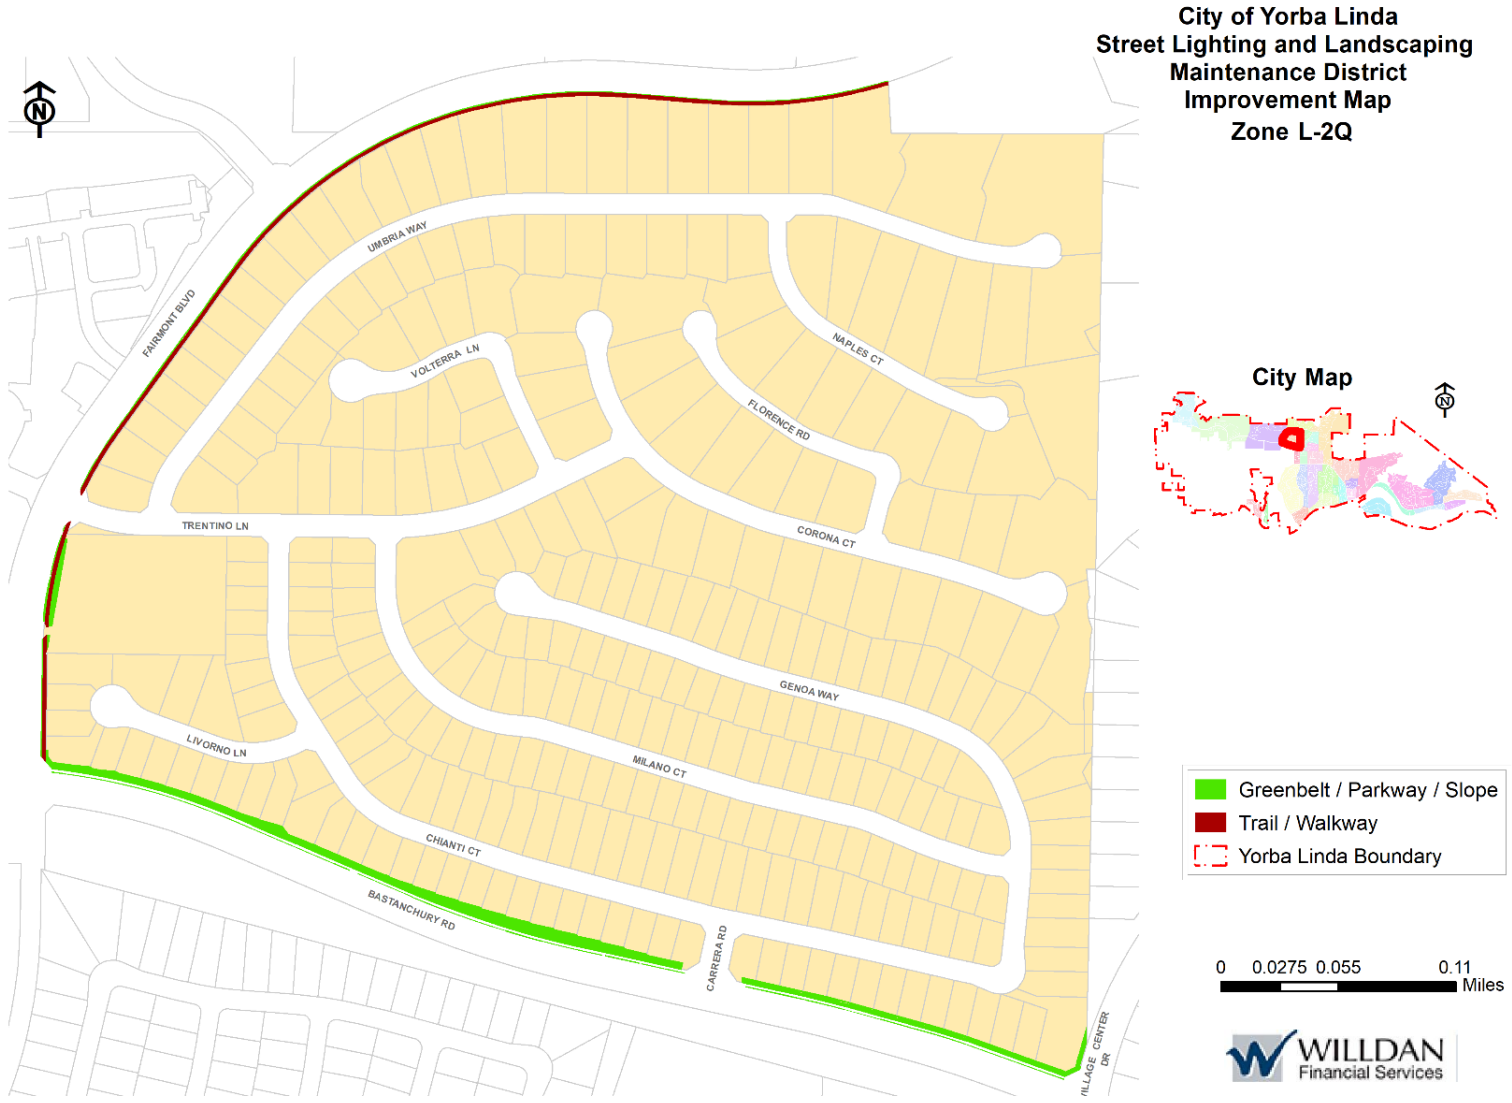 City of Yorba Linda
Street Lighting and Landscaping
Maintenance District
Improvement Map
Zone L-2Q
N
UMBRIA WAY
FAIRMONT BLVD
VOLTERRA LN
NAPLES CT
FLORENCE RD
TRENTINO LN
CORONA CT
GENOA WAY
LIVORNO LN
MILANO CT
CHIANTI CT
BASTANCHURY RD
CARRERA RD
VILLAGE CENTER
DR
City Map
N
Greenbelt / Parkway / Slope
Trail / Walkway
Yorba Linda Boundary
0 0.0275 0.055 0.11
Miles
WILLDAN
Financial Services